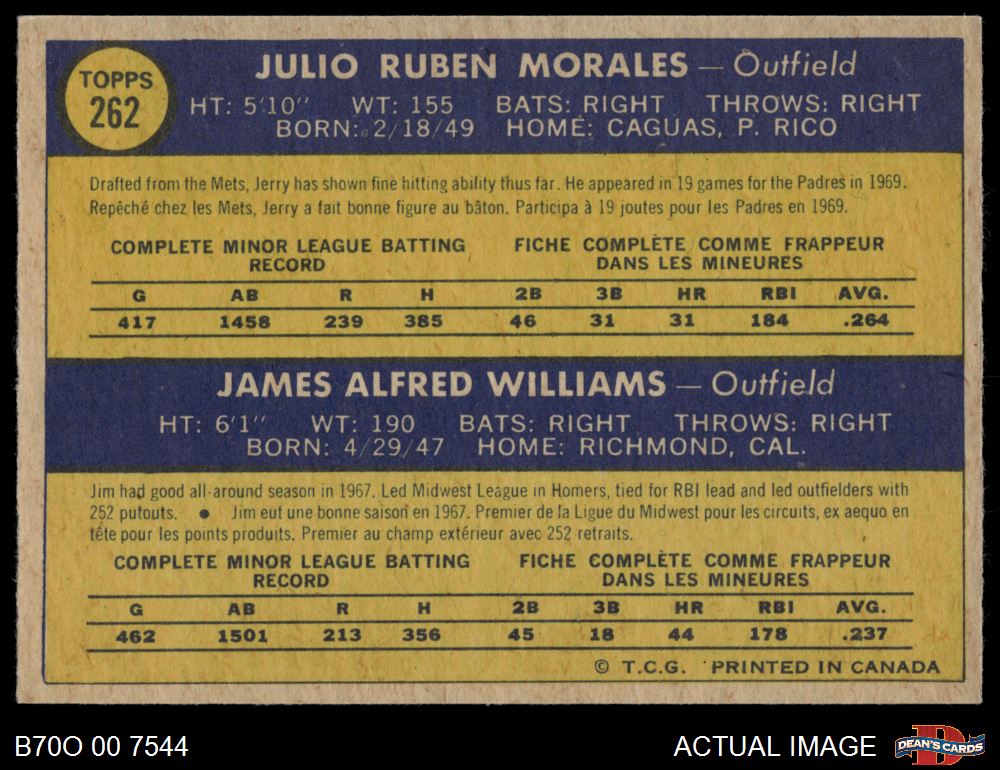 TOPPS
262
JULIO RUBEN MORALES — Outfield
HT: 5'10" WT: 155 BATS: RIGHT THROWS: RIGHT
BORN: 2/18/49 HOME: CAGUAS, P. RICO
Drafted from the Mets, Jerry has shown fine hitting ability thus far. He appeared in 19 games for the Padres in 1969.
Repêché chez les Mets, Jerry a fait bonne figure au bâton. Participa à 19 joutes pour les Padres en 1969.
COMPLETE MINOR LEAGUE BATTING FICHE COMPLÈTE COMME FRAPPEUR
RECORD DANS LES MINEURES
G AB R H 2B 3B HR RBI AVG.
417 1458 239 385 46 31 31 184 .264
JAMES ALFRED WILLIAMS — Outfield
HT: 6'1" WT: 190 BATS: RIGHT THROWS: RIGHT
BORN: 4/29/47 HOME: RICHMOND, CAL.
Jim had good all-around season in 1967. Led Midwest League in Homers, tied for RBI lead and led outfielders with
252 putouts. ● Jim eut une bonne saison en 1967. Premier de la Ligue du Midwest pour les circuits, ex aequo en
tête pour les points produits. Premier au champ extérieur avec 252 retraits.
COMPLETE MINOR LEAGUE BATTING FICHE COMPLÈTE COMME FRAPPEUR
RECORD DANS LES MINEURES
G AB R H 2B 3B HR RBI AVG.
462 1501 213 356 45 18 44 178 .237
© T.C.G. PRINTED IN CANADA
B70O 00 7544 ACTUAL IMAGE DEAN'S CARDS